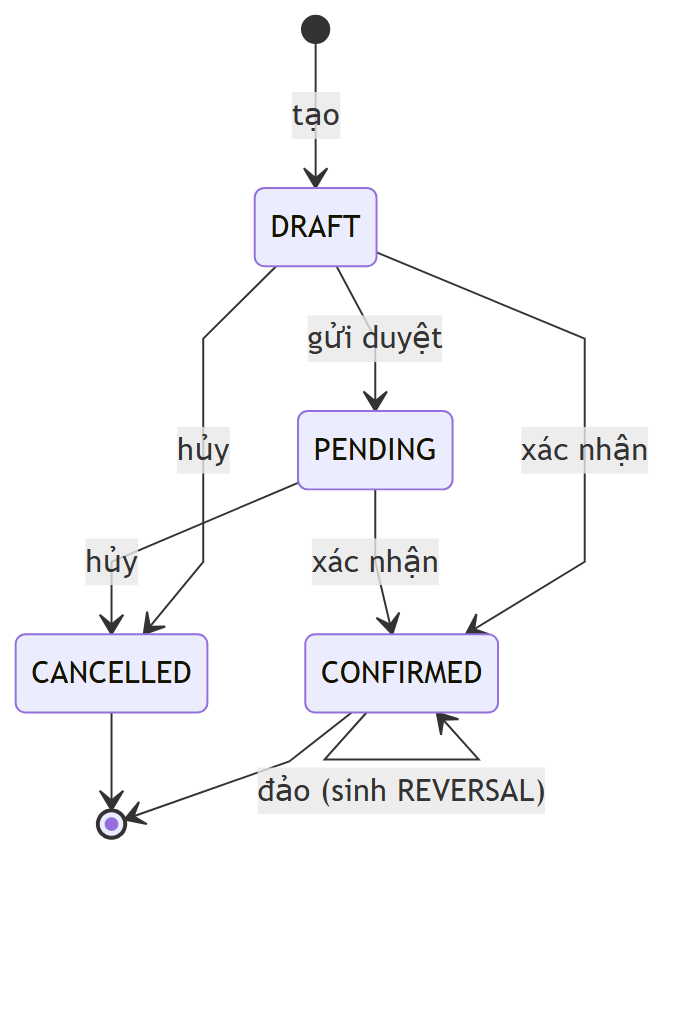 tạo
DRAFT
gửi duyệt
hủy
PENDING
xác nhận
hủy
xác nhận
CANCELLED
CONFIRMED
đảo (sinh REVERSAL)